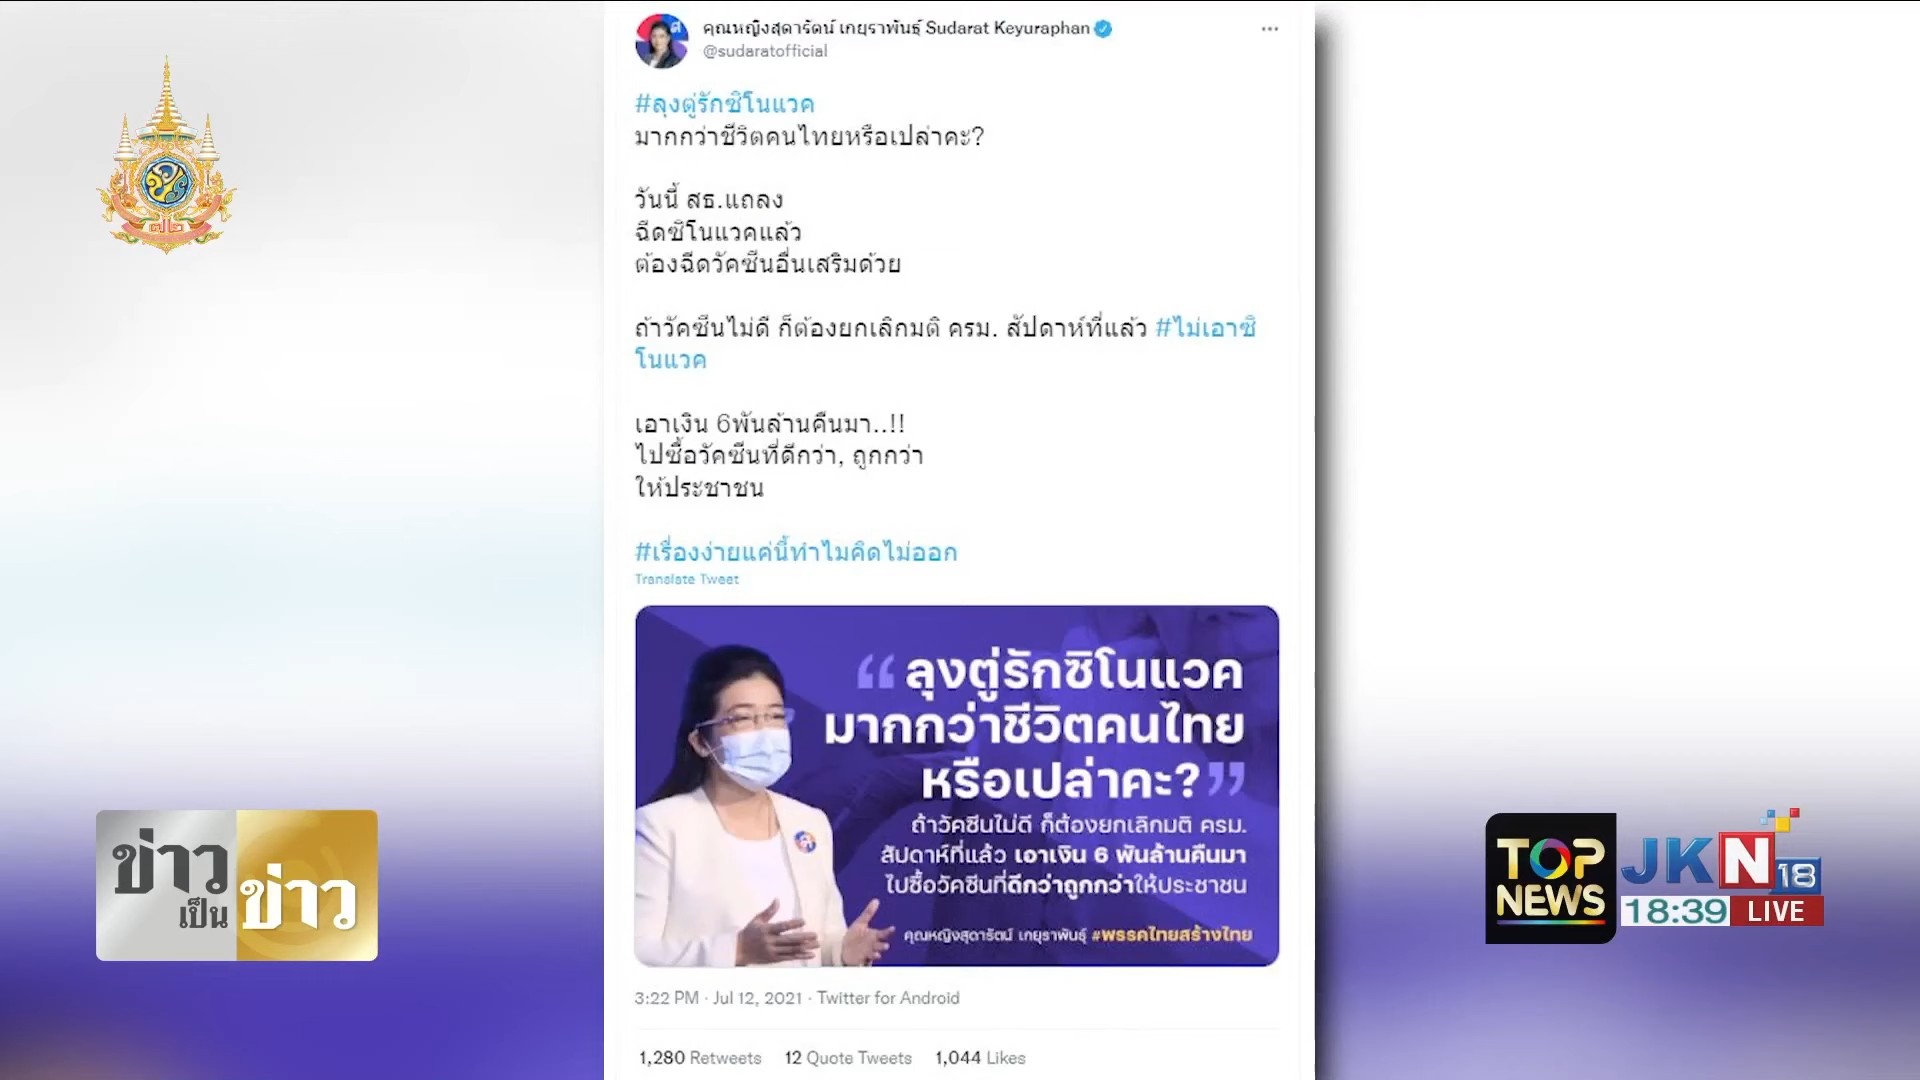 คุณหญิงสุดารัตน์ เกยุราพันธุ์ Sudarat Keyuraphan
@sudaratofficial
#ลุงตู่รักซิโนแวค
มากกว่าชีวิตคนไทยหรือเปล่าคะ?
วันนี้ สธ.แถลง
ฉีดซิโนแวคแล้ว
ต้องฉีดวัคซีนอื่นเสริมด้วย
ถ้าวัคซีนไม่ดี ก็ต้องยกเลิกมติ ครม. สัปดาห์ที่แล้ว #ไม่เอาซิ
โนแวค
เอาเงิน 6พันล้านคืนมา..!!
ไปซื้อวัคซีนที่ดีกว่า, ถูกกว่า
ให้ประชาชน
#เรื่องง่ายแค่นี้ทำไมคิดไม่ออก
Translate Tweet
“ลุงตู่รักซิโนแวค
มากกว่าชีวิตคนไทย
หรือเปล่าคะ?”
ถ้าวัคซีนไม่ดี ก็ต้องยกเลิกมติ ครม.
สัปดาห์ที่แล้ว เอาเงิน 6 พันล้านคืนมา
ไปซื้อวัคซีนที่ดีกว่าถูกกว่าให้ประชาชน
คุณหญิงสุดารัตน์ เกยุราพันธุ์ #พรรคไทยสร้างไทย
3:22 PM · Jul 12, 2021 · Twitter for Android
1,280 Retweets 12 Quote Tweets 1,044 Likes
ข่าว
เป็น ข่าว
TOP
NEWS
JKN18
18:39 LIVE
๗๒